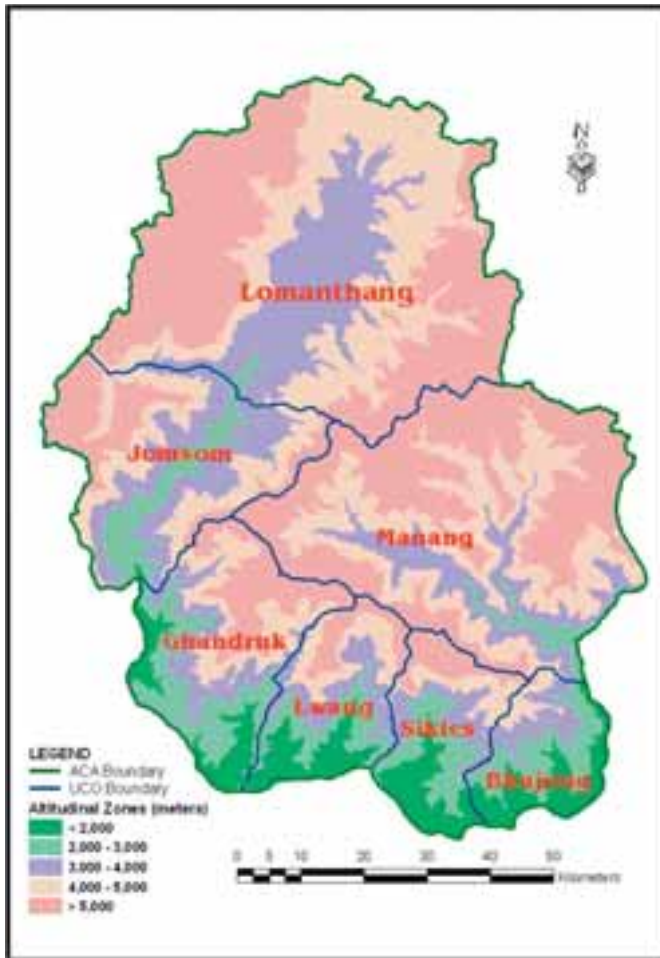 N
Lomanthang
Jomsom
Manang
Ghandruk
Lwang
Sikles
Bhujung
LEGEND
ACA Boundary
UCO Boundary
Altitudinal Zones (meters)
< 2,000
2,000 - 3,000
3,000 - 4,000
4,000 - 5,000
> 5,000
0 5 10 20 30 40 50
Kilometers